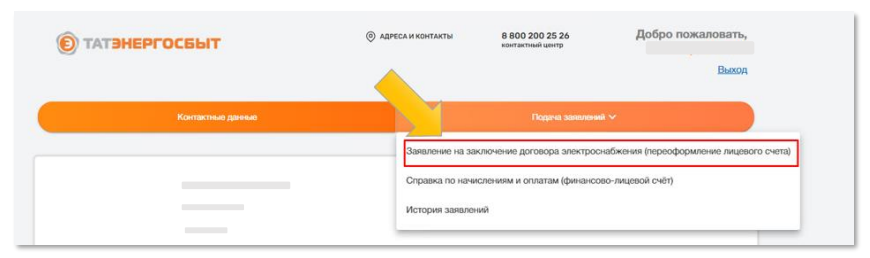 ТАТЭНЕРГОСБЫТ
АДРЕСА И КОНТАКТЫ
8 800 200 25 26
контактный центр
Добро пожаловать,
Выход
Контактные данные
Подача заявлений
Заявление на заключение договора электроснабжения (переоформление лицевого счета)
Справка по начислениям и оплатам (финансово-лицевой счёт)
История заявлений